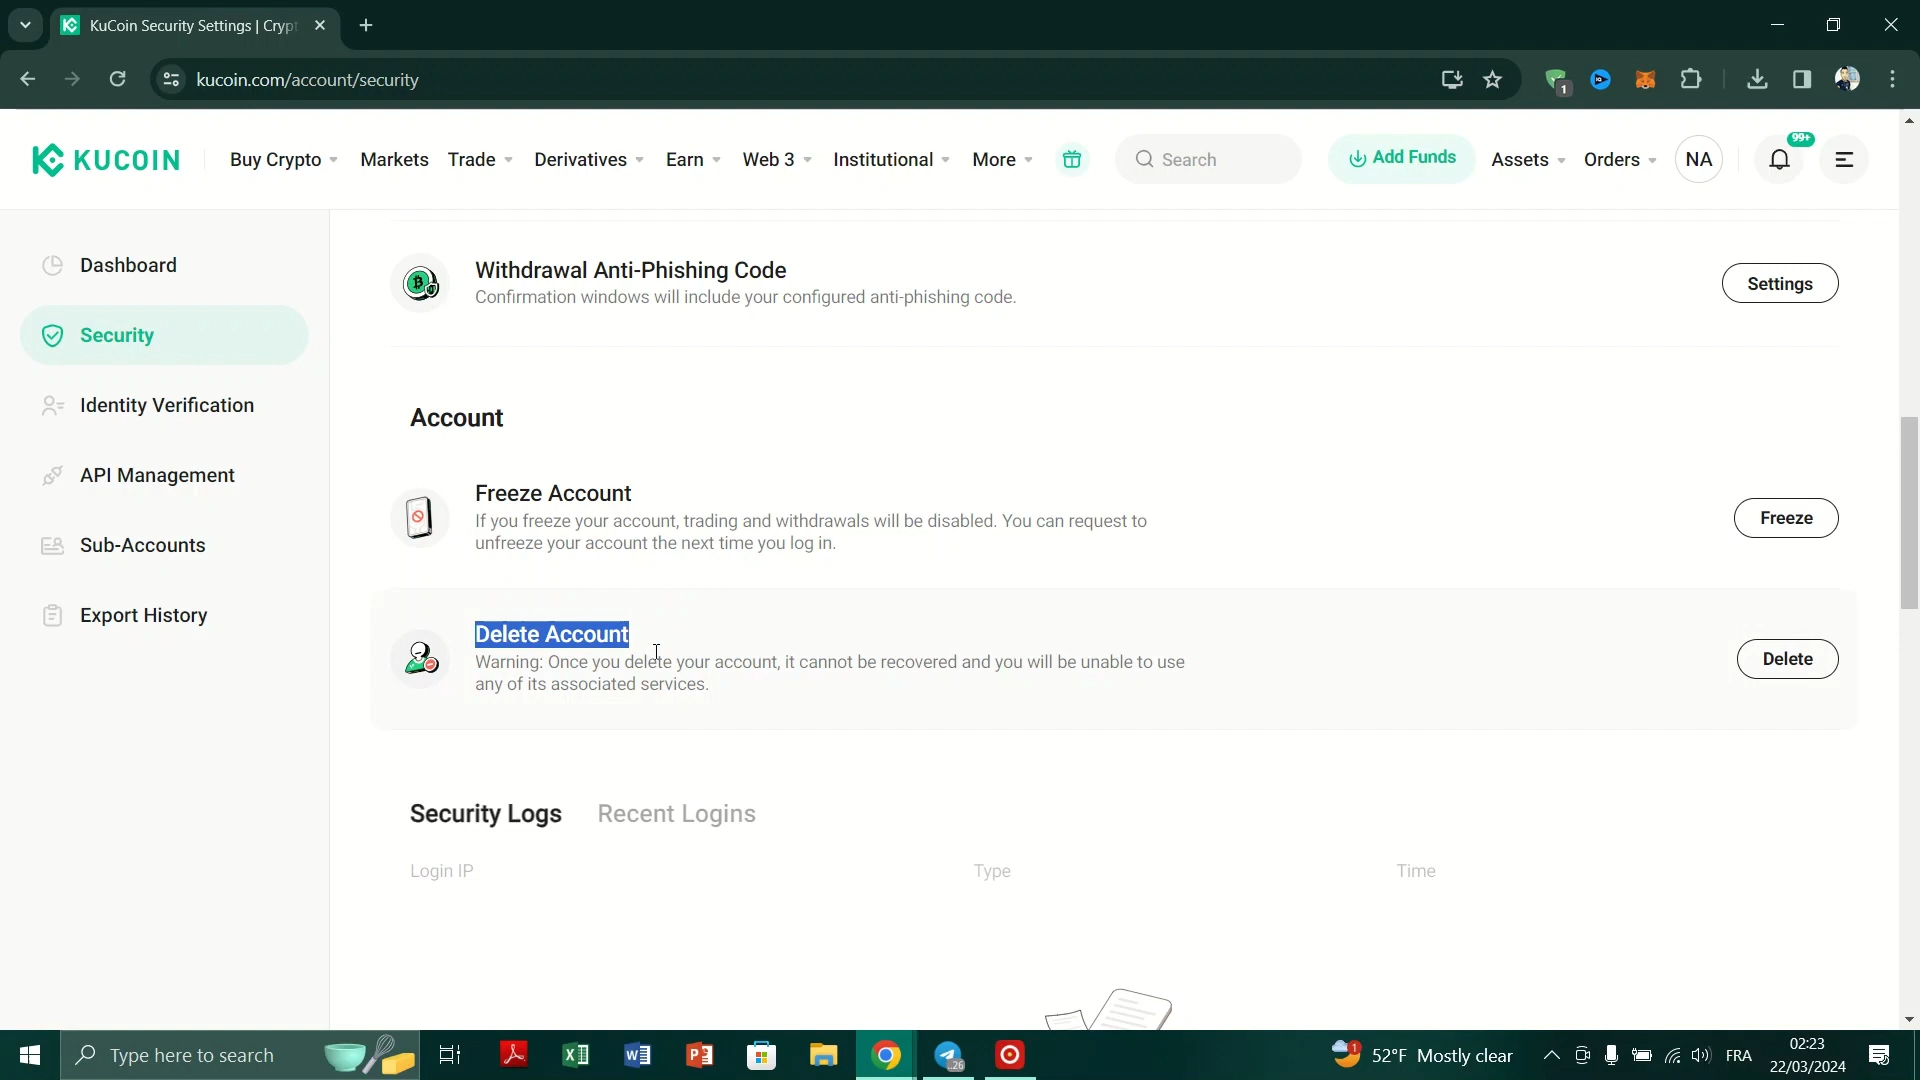 KuCoin Security Settings | Crypt
kucoin.com/account/security
1
KUCOIN
Buy Crypto
Markets
Trade
Derivatives
Earn
Web 3
Institutional
More
Search
Add Funds
Assets
Orders
NA
99+
Dashboard
Security
Identity Verification
API Management
Sub-Accounts
Export History
Withdrawal Anti-Phishing Code
Confirmation windows will include your configured anti-phishing code.
Settings
Account
Freeze Account
If you freeze your account, trading and withdrawals will be disabled. You can request to
unfreeze your account the next time you log in.
Freeze
Delete Account
Warning: Once you delete your account, it cannot be recovered and you will be unable to use
any of its associated services.
Delete
Security Logs
Recent Logins
Login IP
Type
Time
Type here to search
.26
1
52°F Mostly clear
FRA
02:23
22/03/2024